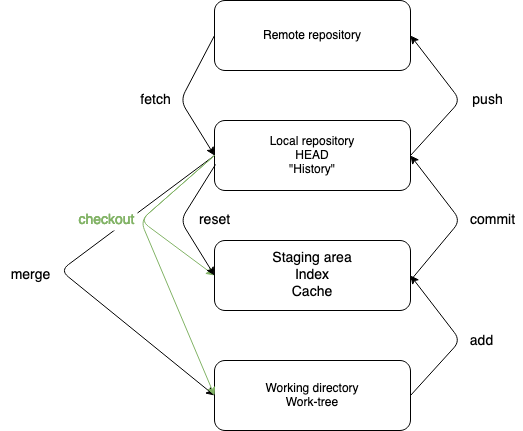 Remote repository
fetch
push
Local repository
HEAD
"History"
checkout
reset
commit
merge
Staging area
Index
Cache
add
Working directory
Work-tree